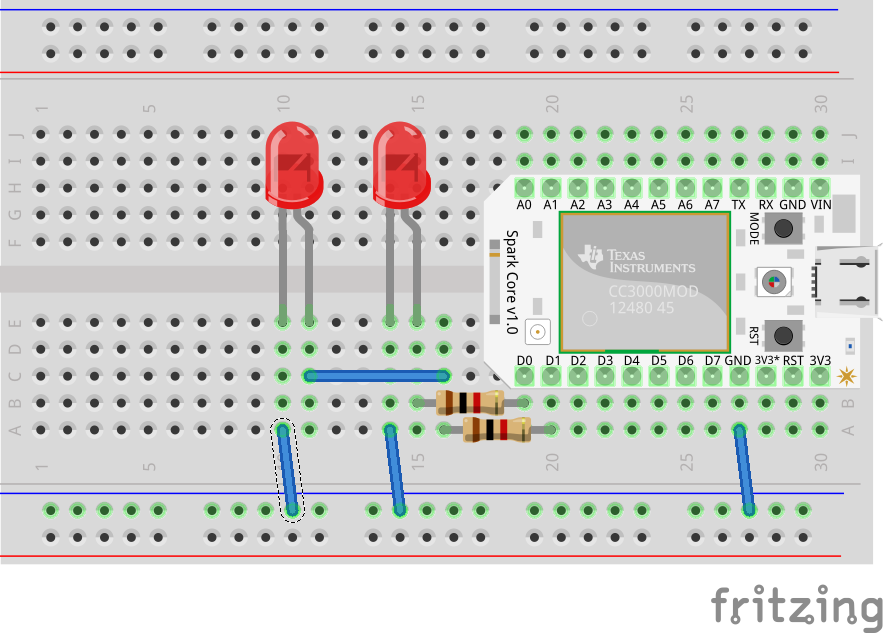 1 5 10 15 20 25 30
J J
I I
H
G
F
A0 A1 A2 A3 A4 A5 A6 A7 TX RX GND VIN
MODE
Spark Core v1.0
TEXAS
INSTRUMENTS
CC3000MOD
12480 45
RST
E
D
C
B B
A A
D0 D1 D2 D3 D4 D5 D6 D7 GND 3V3* RST 3V3
1 5 15 20 25 30
fritzing